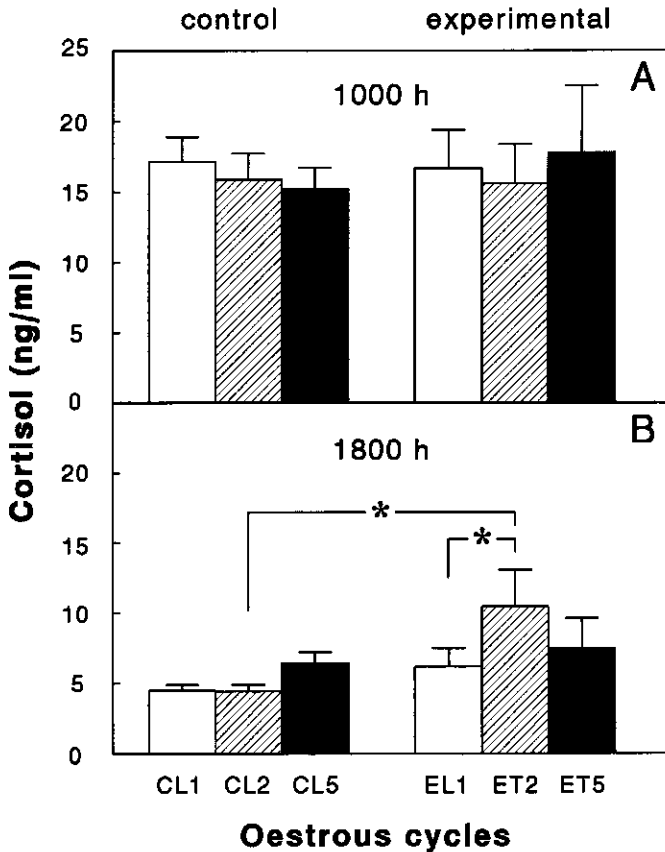 control experimental
25
A
1000 h
20
15
10
5
0
B
1800 h
20
*
*
15
10
5
0
Cortisol (ng/ml)
CL1 CL2 CL5 EL1 ET2 ET5
Oestrous cycles